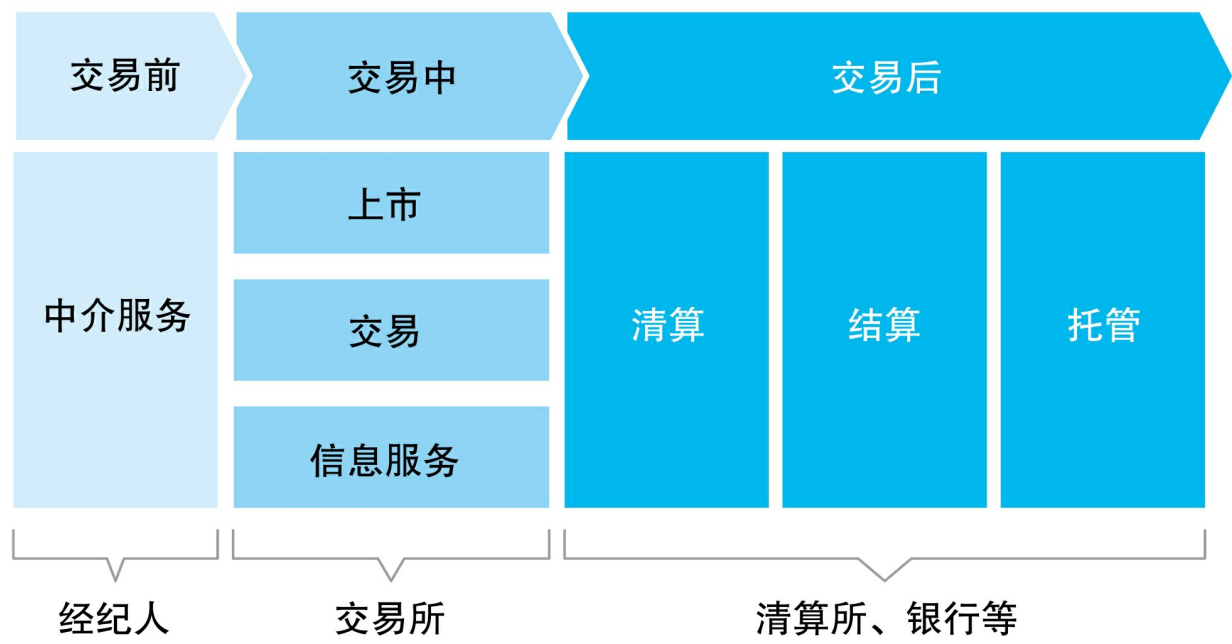 交易前
交易中
交易后
中介服务
上市
交易
信息服务
清算
结算
托管
经纪人
交易所
清算所、银行等